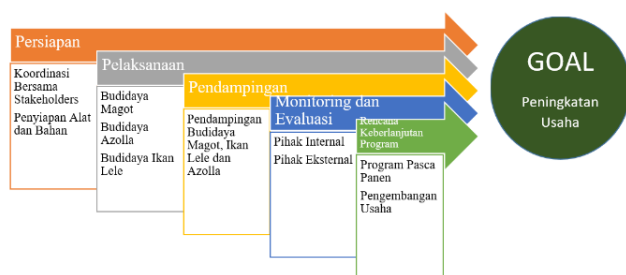 Persiapan
Koordinasi
Bersama
Stakeholders
Penyiapan Alat
dan Bahan
Pelaksanaan
Budidaya
Magot
Budidaya
Azolla
Budidaya Ikan
Lele
Pendampingan
Pendampingan
Budidaya
Magot, Ikan
Lele dan
Azolla
Monitoring dan
Evaluasi
Pihak Internal
Pihak Eksternal
Rencana
Keberlanjutan
Program
Program Pasca
Panen
Pengembangan
Usaha
GOAL
Peningkatan
Usaha